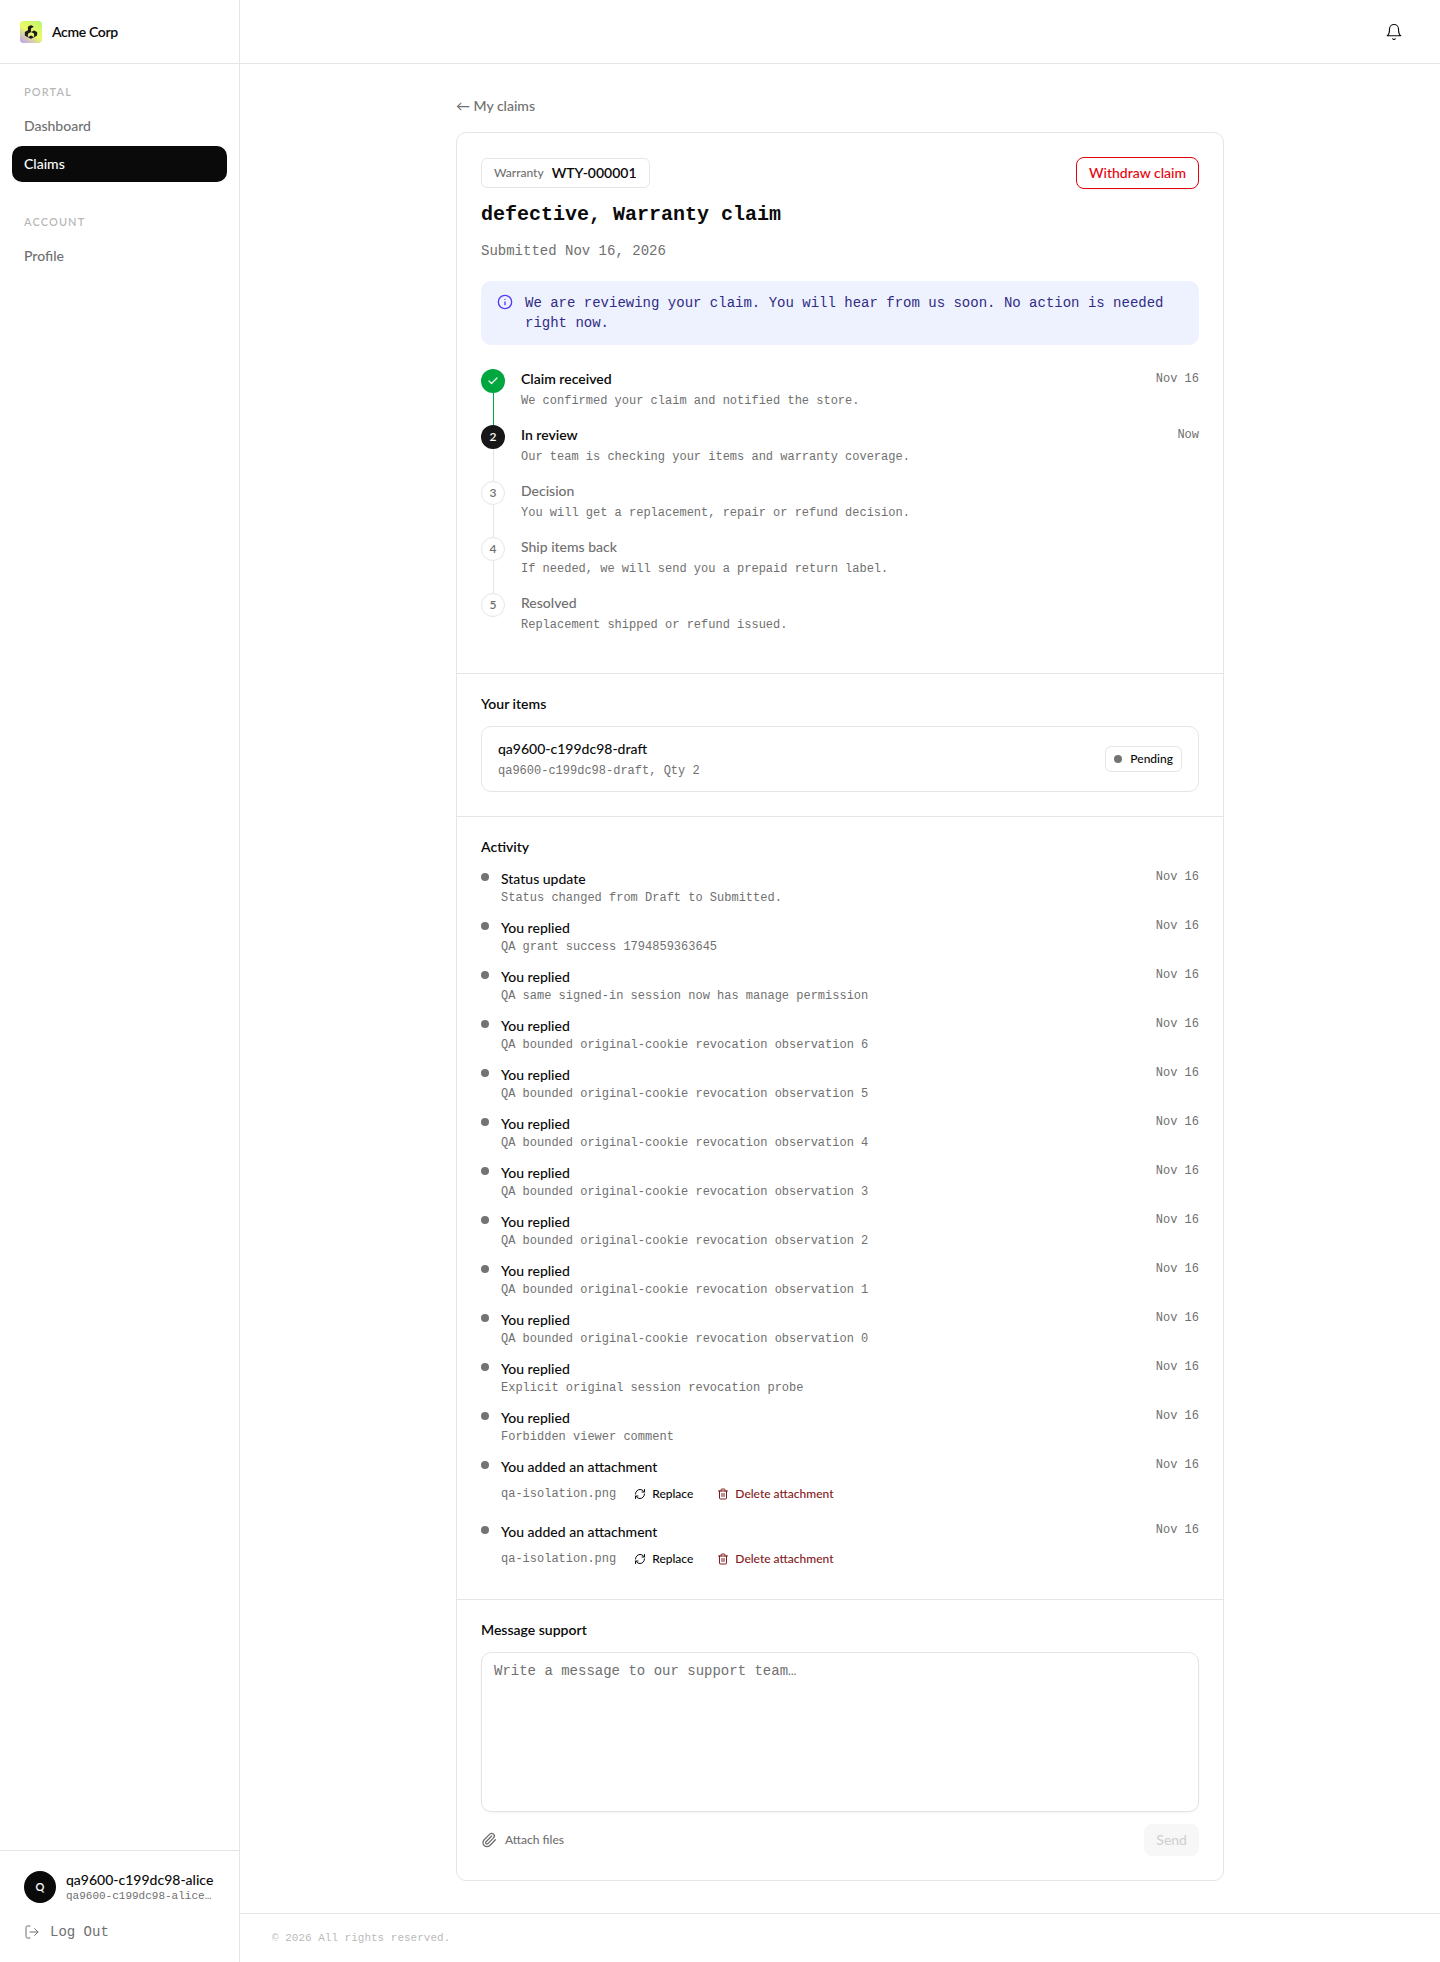 Acme Corp
PORTAL
Dashboard
Claims
ACCOUNT
Profile
← My claims
Warranty WTY-000001
Withdraw claim
defective, Warranty claim
Submitted Nov 16, 2026
We are reviewing your claim. You will hear from us soon. No action is needed
right now.
Claim received
Nov 16
We confirmed your claim and notified the store.
2
In review
Now
Our team is checking your items and warranty coverage.
3
Decision
You will get a replacement, repair or refund decision.
4
Ship items back
If needed, we will send you a prepaid return label.
5
Resolved
Replacement shipped or refund issued.
Your items
qa9600-c199dc98-draft
qa9600-c199dc98-draft, Qty 2
Pending
Activity
Status update
Nov 16
Status changed from Draft to Submitted.
You replied
Nov 16
QA grant success 1794859363645
You replied
Nov 16
QA same signed-in session now has manage permission
You replied
Nov 16
QA bounded original-cookie revocation observation 6
You replied
Nov 16
QA bounded original-cookie revocation observation 5
You replied
Nov 16
QA bounded original-cookie revocation observation 4
You replied
Nov 16
QA bounded original-cookie revocation observation 3
You replied
Nov 16
QA bounded original-cookie revocation observation 2
You replied
Nov 16
QA bounded original-cookie revocation observation 1
You replied
Nov 16
QA bounded original-cookie revocation observation 0
You replied
Nov 16
Explicit original session revocation probe
You replied
Nov 16
Forbidden viewer comment
You added an attachment
Nov 16
qa-isolation.png Replace Delete attachment
You added an attachment
Nov 16
qa-isolation.png Replace Delete attachment
Message support
Write a message to our support team…
Attach files
Send
Q
qa9600-c199dc98-alice
qa9600-c199dc98-alice…
Log Out
© 2026 All rights reserved.